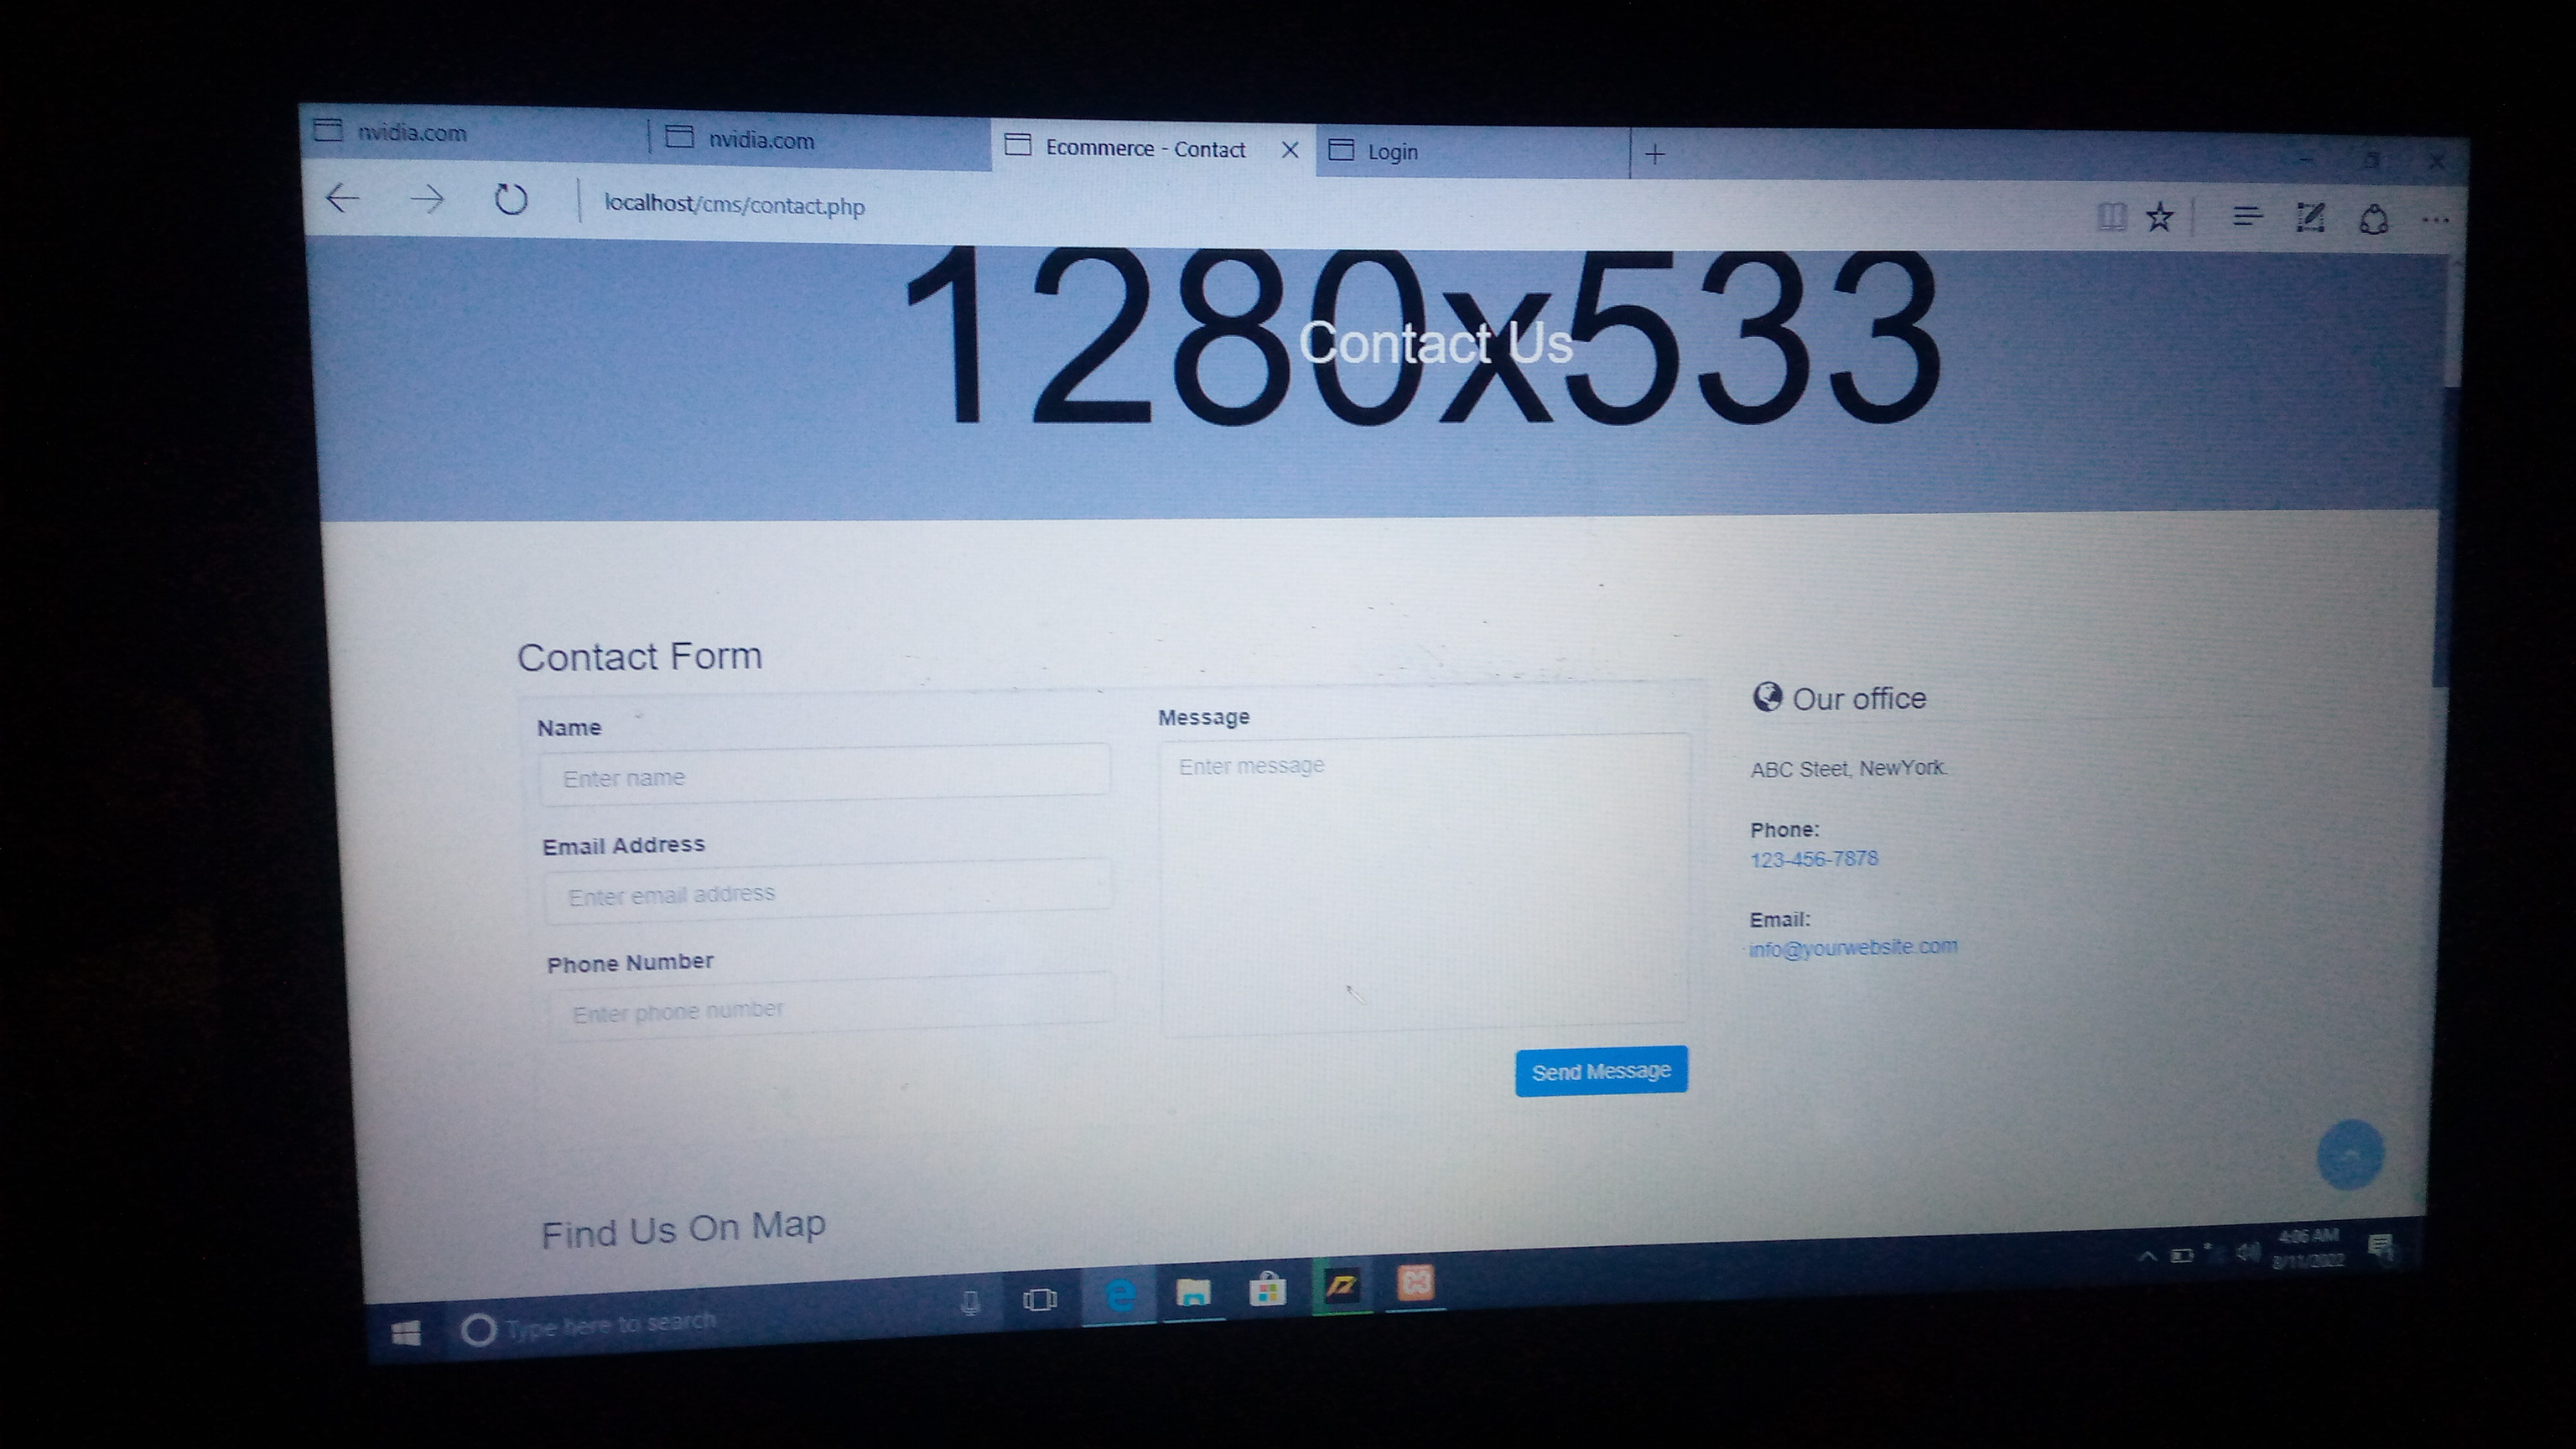 nvidia.com
nvidia.com
Ecommerce - Contact
Login
localhost/cms/contact.php
1280x533
Contact Us
Contact Form
Name
Enter name
Email Address
Enter email address
Phone Number
Enter phone number
Message
Enter message
Send Message
Our office
ABC Steet, NewYork.
Phone:
123-456-7878
Email:
info@yourwebsite.com
Find Us On Map
Type here to search
4:06 AM